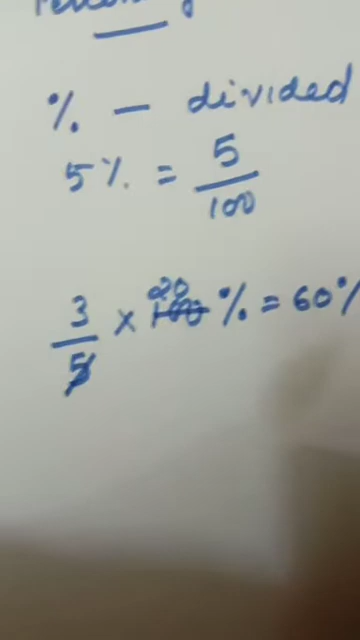 % — divided
5% = 5/100
3/5 × 100 20 % = 60%